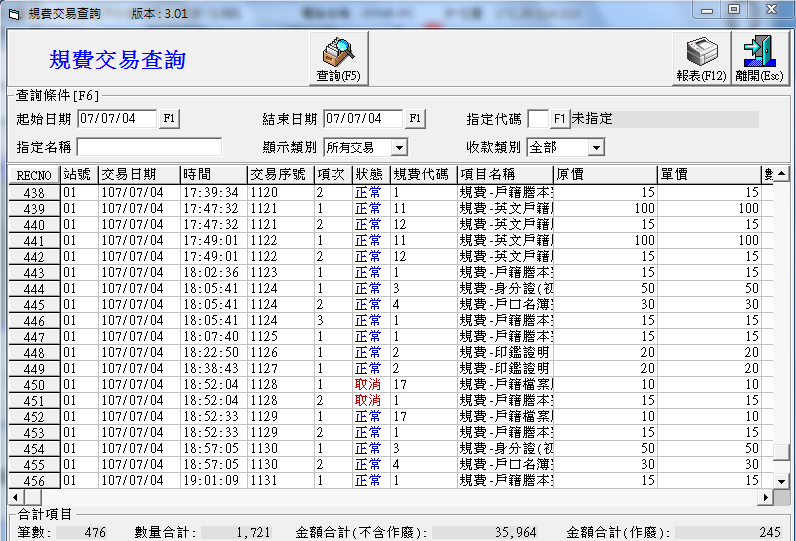 規費交易查詢 版本 : 3.01
規費交易查詢 查詢(F5) 報表(F12) 離開(Esc)
查詢條件[F6]
起始日期 07/07/04 F1 結束日期 07/07/04 F1 指定代碼 F1 未指定
指定名稱 顯示類別 所有交易 收款類別 全部
RECNO 站號 交易日期 時間 交易序號 項次 狀態 規費代碼 項目名稱 原價 單價
438 01 107/07/04 17:39:34 1120 2 正常 1 規費-戶籍謄本 15 15
439 01 107/07/04 17:47:32 1121 1 正常 11 規費-英文戶籍 100 100
440 01 107/07/04 17:47:32 1121 2 正常 12 規費-英文戶籍 15 15
441 01 107/07/04 17:49:01 1122 1 正常 11 規費-英文戶籍 100 100
442 01 107/07/04 17:49:01 1122 2 正常 12 規費-英文戶籍 15 15
443 01 107/07/04 18:02:36 1123 1 正常 1 規費-戶籍謄本 15 15
444 01 107/07/04 18:05:41 1124 1 正常 3 規費-身分證(初 50 50
445 01 107/07/04 18:05:41 1124 2 正常 4 規費-戶口名簿 30 30
446 01 107/07/04 18:05:41 1124 3 正常 1 規費-戶籍謄本 15 15
447 01 107/07/04 18:07:40 1125 1 正常 1 規費-戶籍謄本 15 15
448 01 107/07/04 18:22:50 1126 1 正常 2 規費-印鑑證明 20 20
449 01 107/07/04 18:38:43 1127 1 正常 2 規費-印鑑證明 20 20
450 01 107/07/04 18:52:04 1128 1 取消 17 規費-戶籍檔案 10 10
451 01 107/07/04 18:52:04 1128 2 取消 1 規費-戶籍謄本 15 15
452 01 107/07/04 18:52:33 1129 1 正常 17 規費-戶籍檔案 10 10
453 01 107/07/04 18:52:33 1129 2 正常 1 規費-戶籍謄本 15 15
454 01 107/07/04 18:57:05 1130 1 正常 3 規費-身分證(初 50 50
455 01 107/07/04 18:57:05 1130 2 正常 4 規費-戶口名簿 30 30
456 01 107/07/04 19:01:09 1131 1 正常 1 規費-戶籍謄本 15 15
合計項目
筆數: 476 數量合計: 1,721 金額合計(不含作廢): 35,964 金額合計(作廢): 245